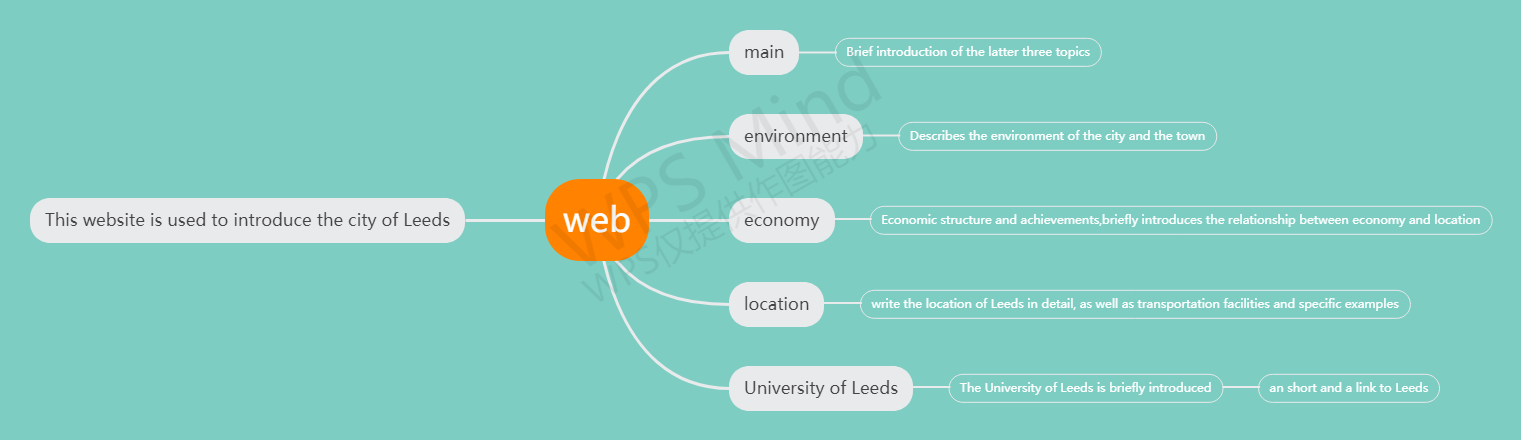 main
Brief introduction of the latter three topics
environment
Describes the environment of the city and the town
This website is used to introduce the city of Leeds
web
economy
Economic structure and achievements,briefly introduces the relationship between economy and location
location
write the location of Leeds in detail, as well as transportation facilities and specific examples
University of Leeds
The University of Leeds is briefly introduced
an short and a link to Leeds
WPS Mind
WPS仅提供作图能力